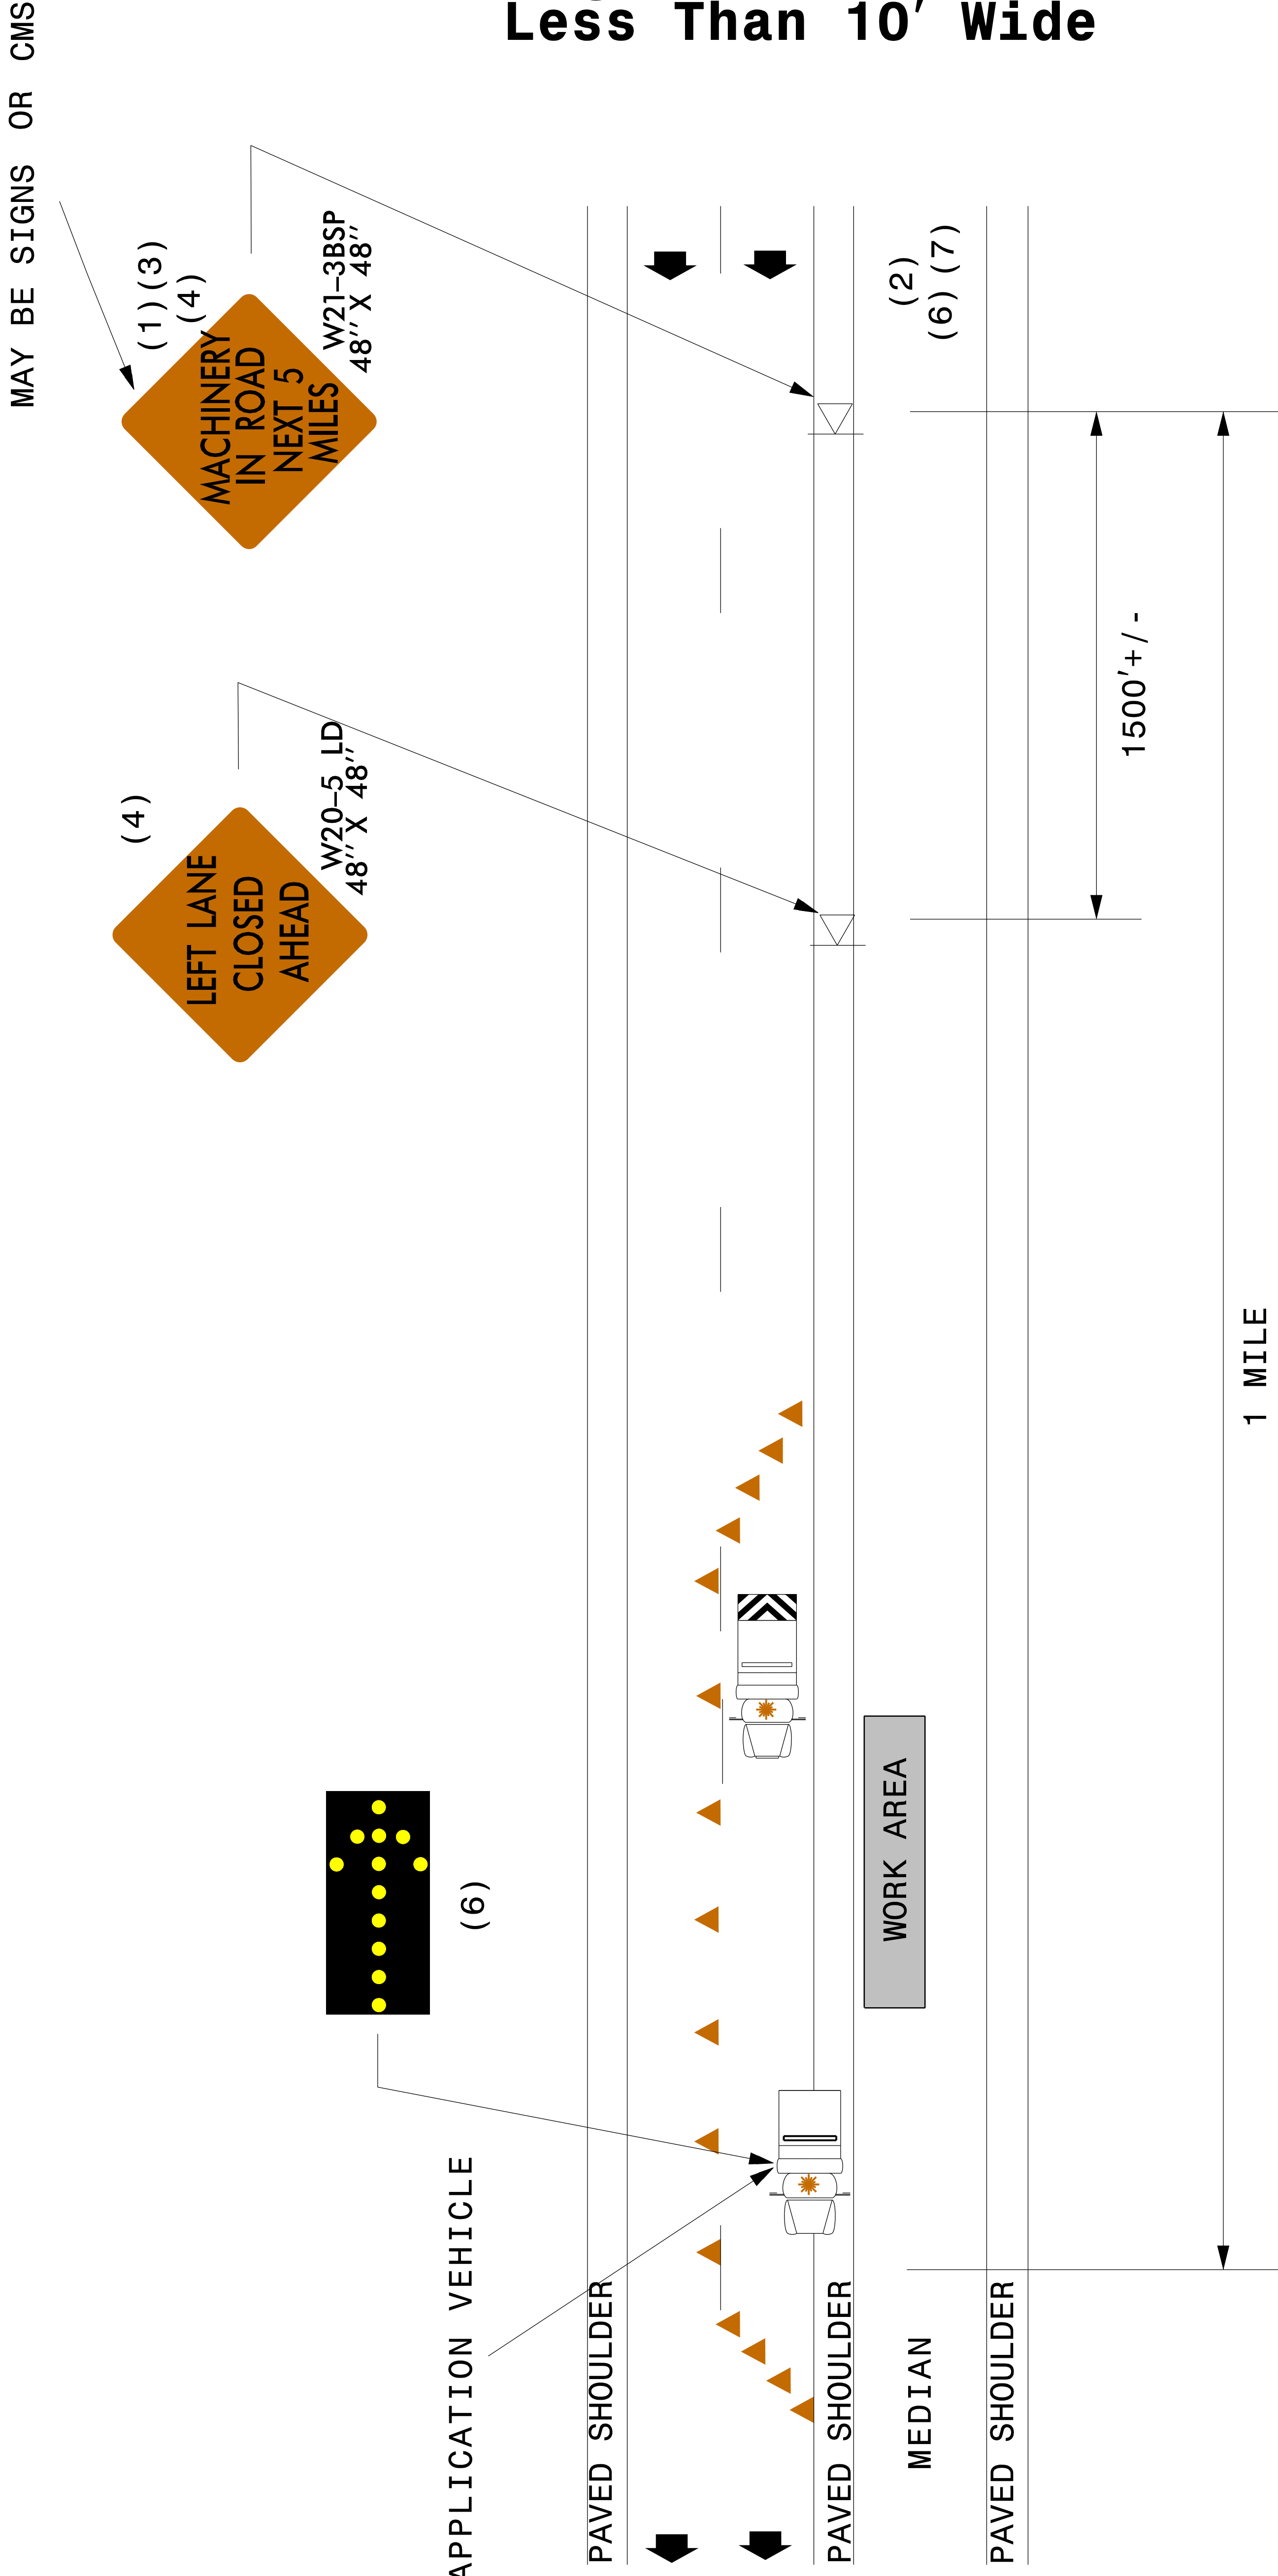 Less Than 10' Wide
MAY BE SIGNS OR CMS
(1)(3)
(4)
MACHINERY
IN ROAD
NEXT 5
MILES
W21-3BSP
48" X 48"
(2)
(6)(7)
(4)
LEFT LANE
CLOSED
AHEAD
W20-5 LD
48" X 48"
1500'+/-
1 MILE
(6)
WORK AREA
APPLICATION VEHICLE
PAVED SHOULDER
PAVED SHOULDER
MEDIAN
PAVED SHOULDER